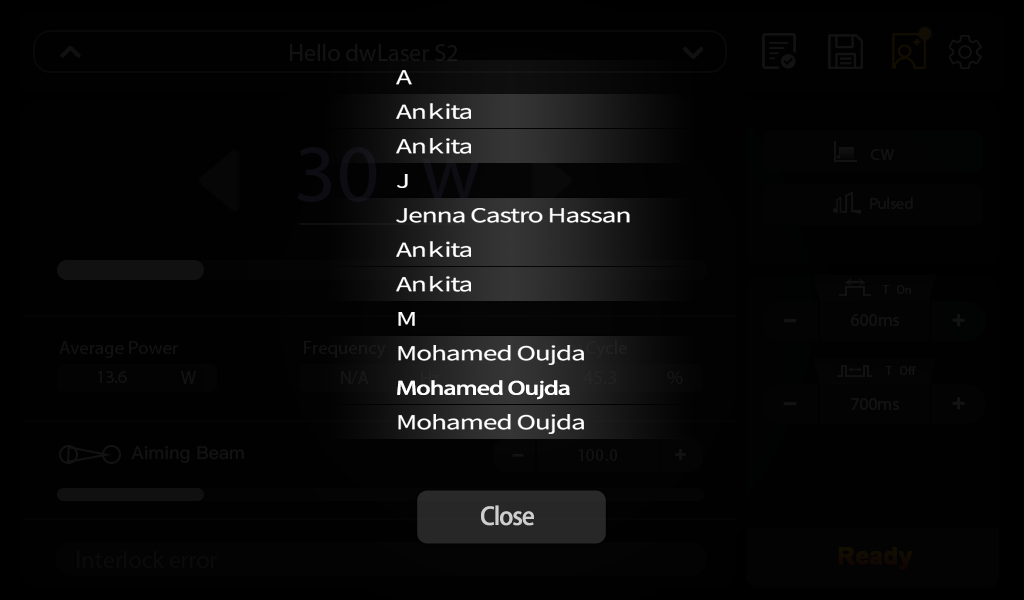 Hello dwLaser S2
A
Ankita
Ankita
J
Jenna Castro Hassan
Ankita
Ankita
M
Mohamed Oujda
Mohamed Oujda
Mohamed Oujda
30 W
CW
Pulsed
T On
600ms
Average Power
Frequency
Cycle
13.6 W
N/A
45.3 %
T Off
700ms
Aiming Beam
100.0
Close
Interlock error
Ready